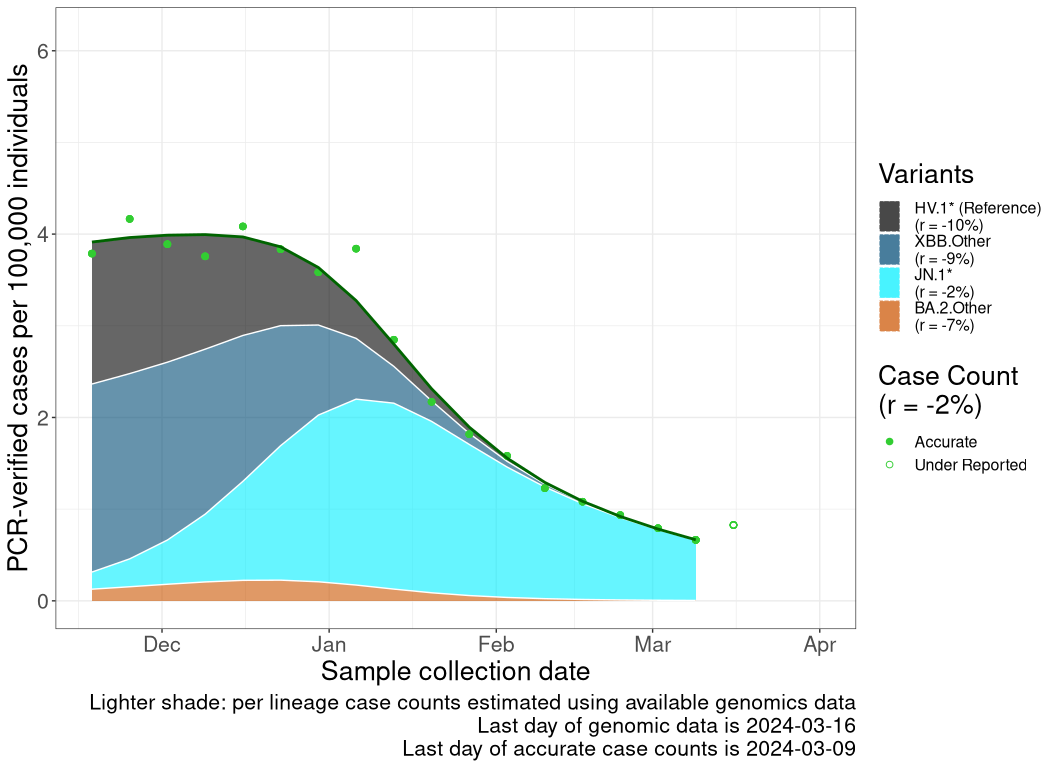 PCR-verified cases per 100,000 individuals
6
4
2
0
Dec Jan Feb Mar Apr
Sample collection date
Lighter shade: per lineage case counts estimated using available genomics data
Last day of genomic data is 2024-03-16
Last day of accurate case counts is 2024-03-09
Variants
HV.1* (Reference)
(r = -10%)
XBB.Other
(r = -9%)
JN.1*
(r = -2%)
BA.2.Other
(r = -7%)
Case Count
(r = -2%)
Accurate
Under Reported